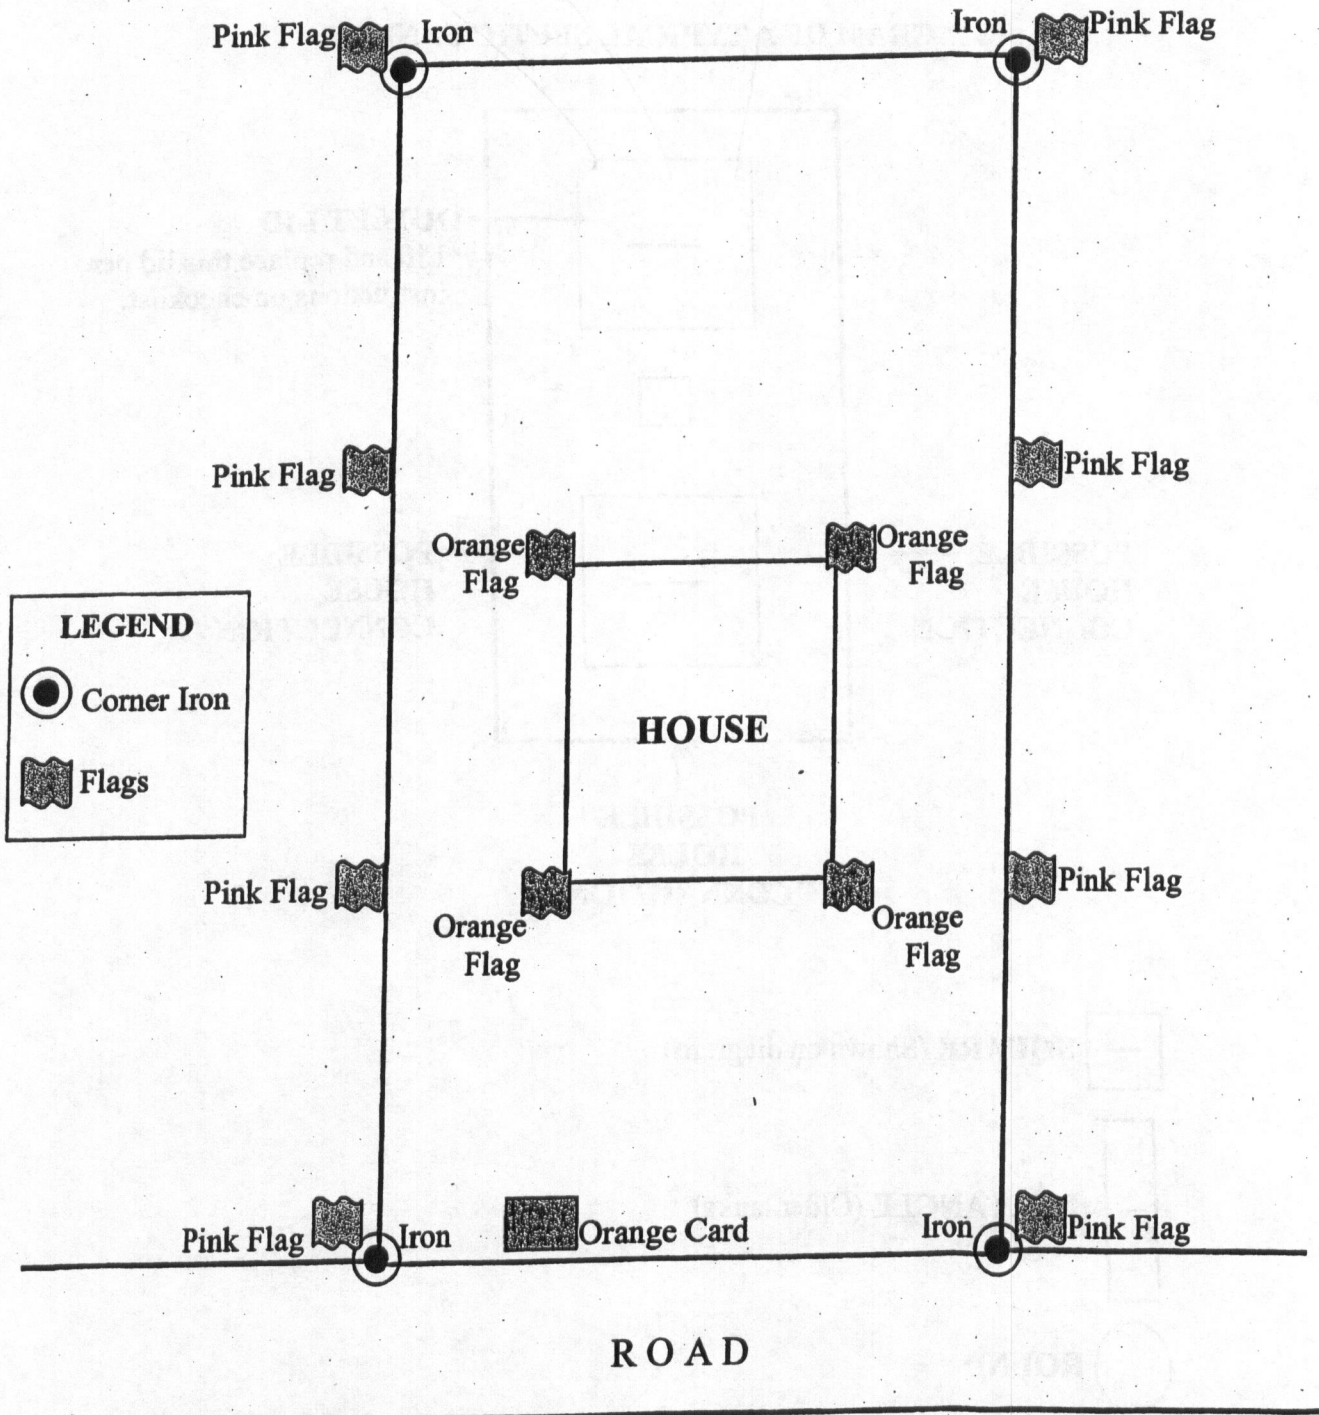 Pink Flag Iron
Iron Pink Flag
Pink Flag
Pink Flag
Orange
Flag
Orange
Flag
LEGEND
Corner Iron
Flags
HOUSE
Pink Flag
Pink Flag
Orange
Flag
Orange
Flag
Pink Flag Iron
Orange Card
Iron Pink Flag
ROAD